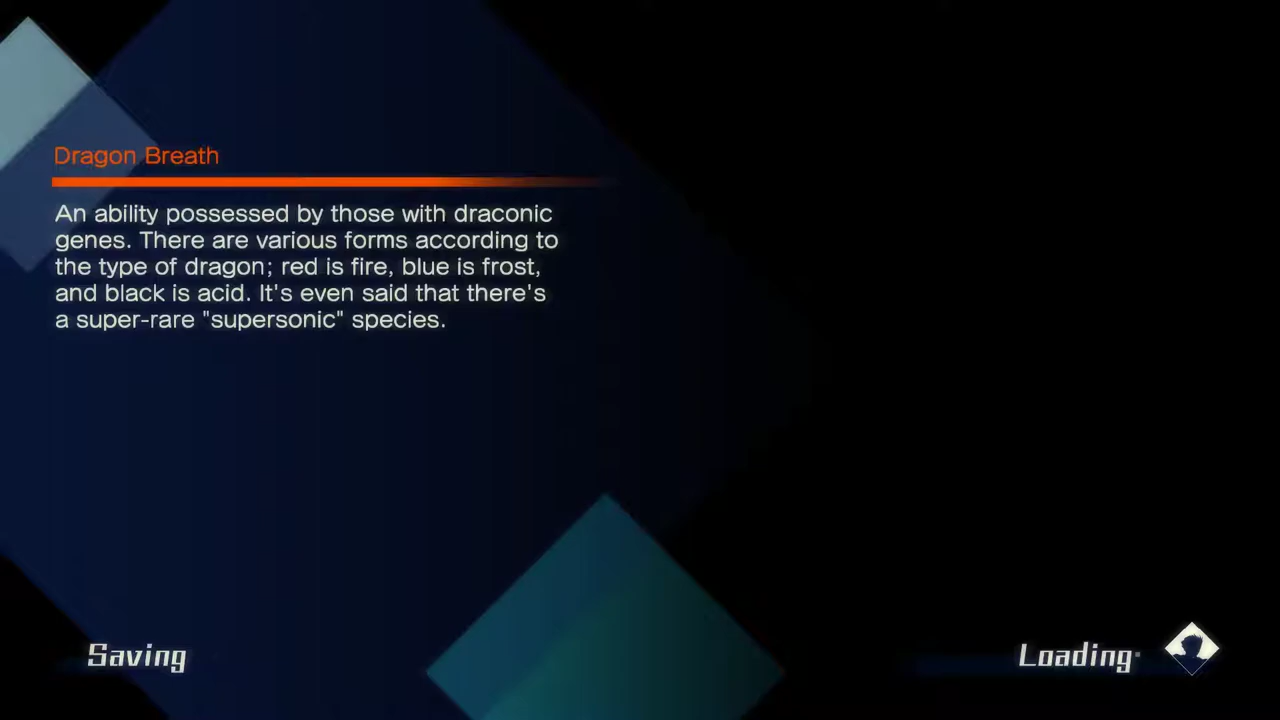 Dragon Breath
An ability possessed by those with draconic
genes. There are various forms according to
the type of dragon; red is fire, blue is frost,
and black is acid. It's even said that there's
a super-rare "supersonic" species.
Saving
Loading·